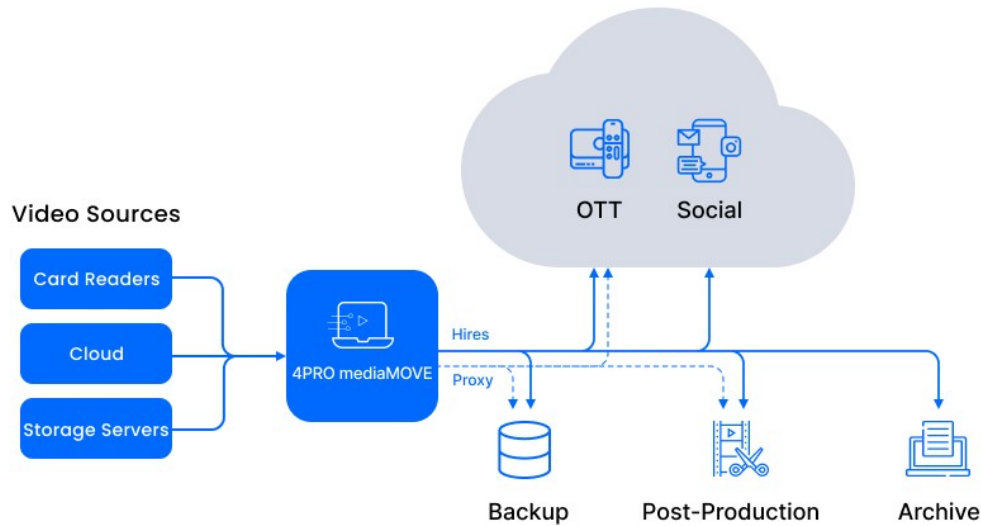 OTT
Social
Video Sources
Card Readers
Cloud
Storage Servers
4PRO mediaMOVE
Hires
Proxy
Backup
Post-Production
Archive